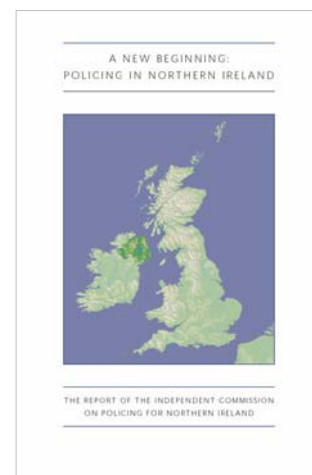 A NEW BEGINNING:
POLICING IN NORTHERN IRELAND
THE REPORT OF THE INDEPENDENT COMMISSION
ON POLICING FOR NORTHERN IRELAND